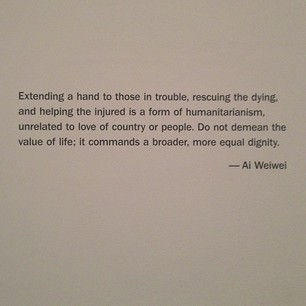 Extending a hand to those in trouble, rescuing the dying,
and helping the injured is a form of humanitarianism,
unrelated to love of country or people. Do not demean the
value of life; it commands a broader, more equal dignity.
— Ai Weiwei